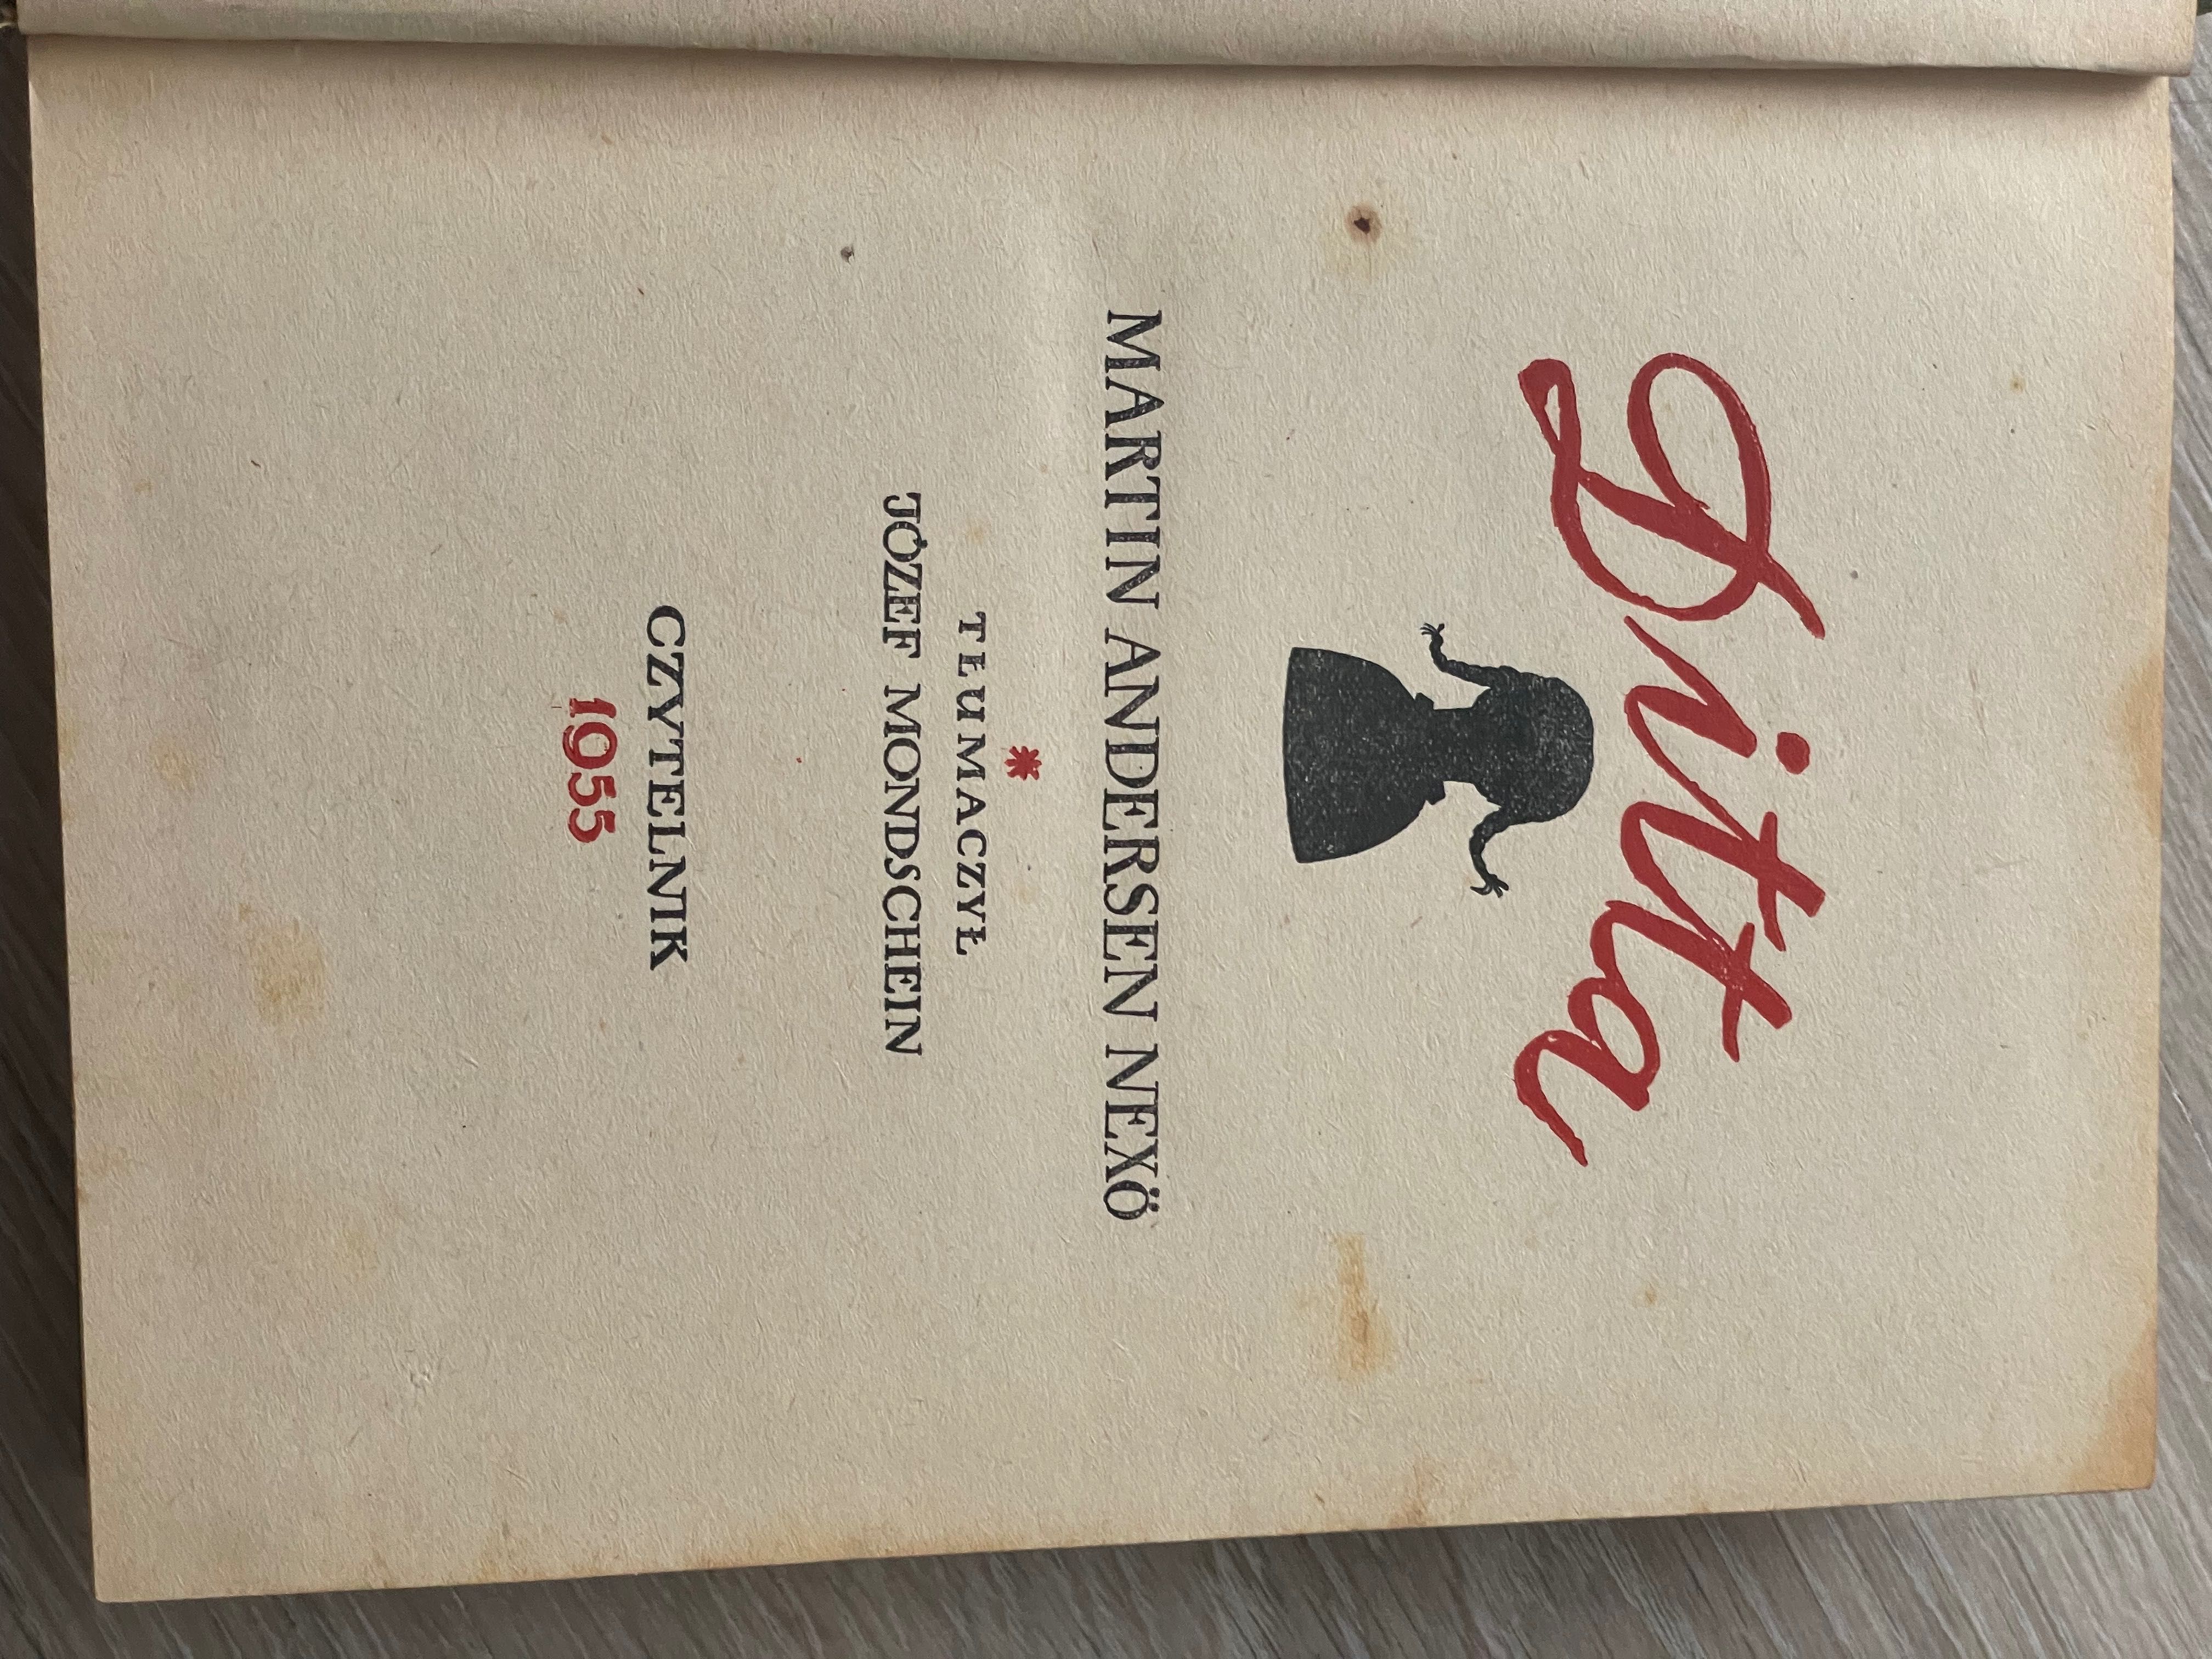 Ditta
MARTIN ANDERSEN NEXÖ
*
TŁUMACZYŁ
JÓZEF MONDSCHEIN
CZYTELNIK
1955